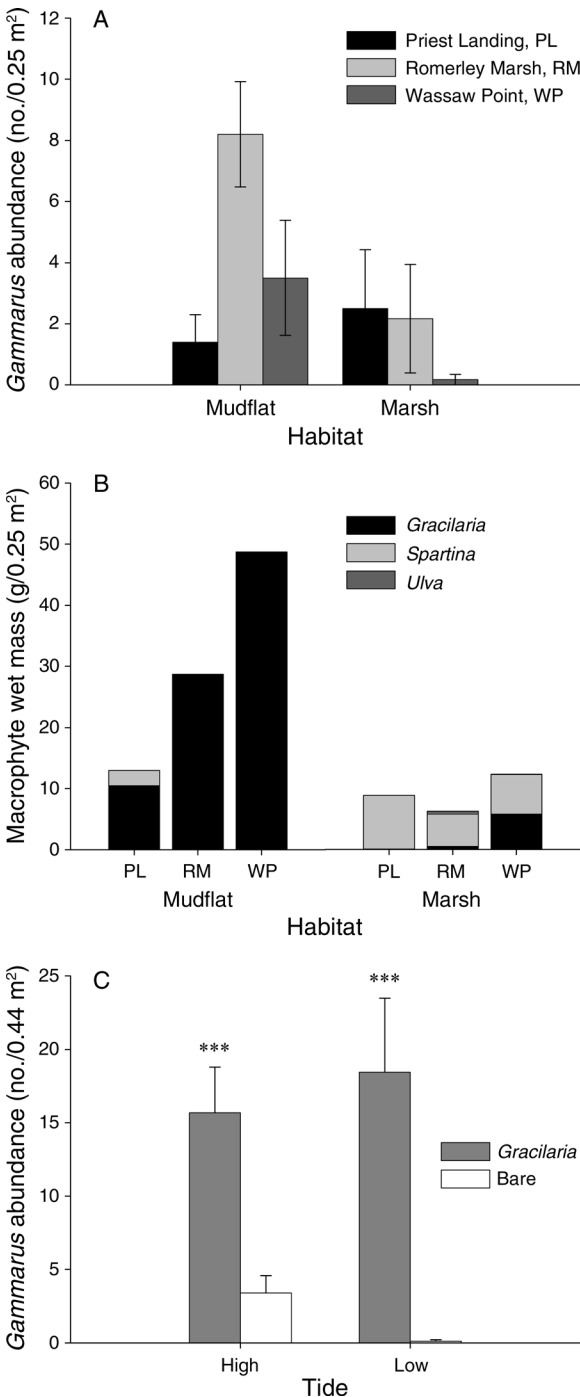 A
Gammarus abundance (no./0.25 m²)
12
10
8
6
4
2
0
Priest Landing, PL
Romerley Marsh, RM
Wassaw Point, WP
Mudflat Marsh
Habitat
B
Macrophyte wet mass (g/0.25 m²)
60
50
40
30
20
10
0
Gracilaria
Spartina
Ulva
PL RM WP PL RM WP
Mudflat Marsh
Habitat
C
Gammarus abundance (no./0.44 m²)
25
20
15
10
5
0
***
***
Gracilaria
Bare
High Low
Tide